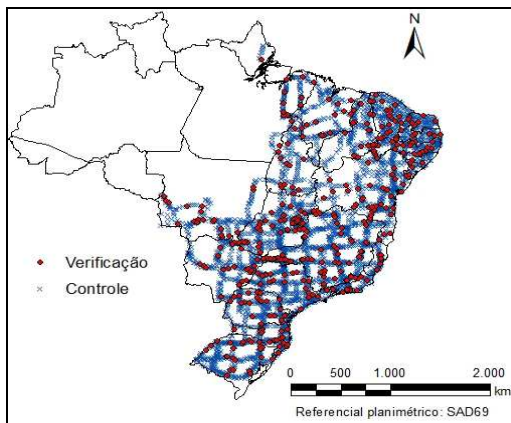 N
Verificação
Controle
0 500 1.000 2.000
km
Referencial planimétrico: SAD69